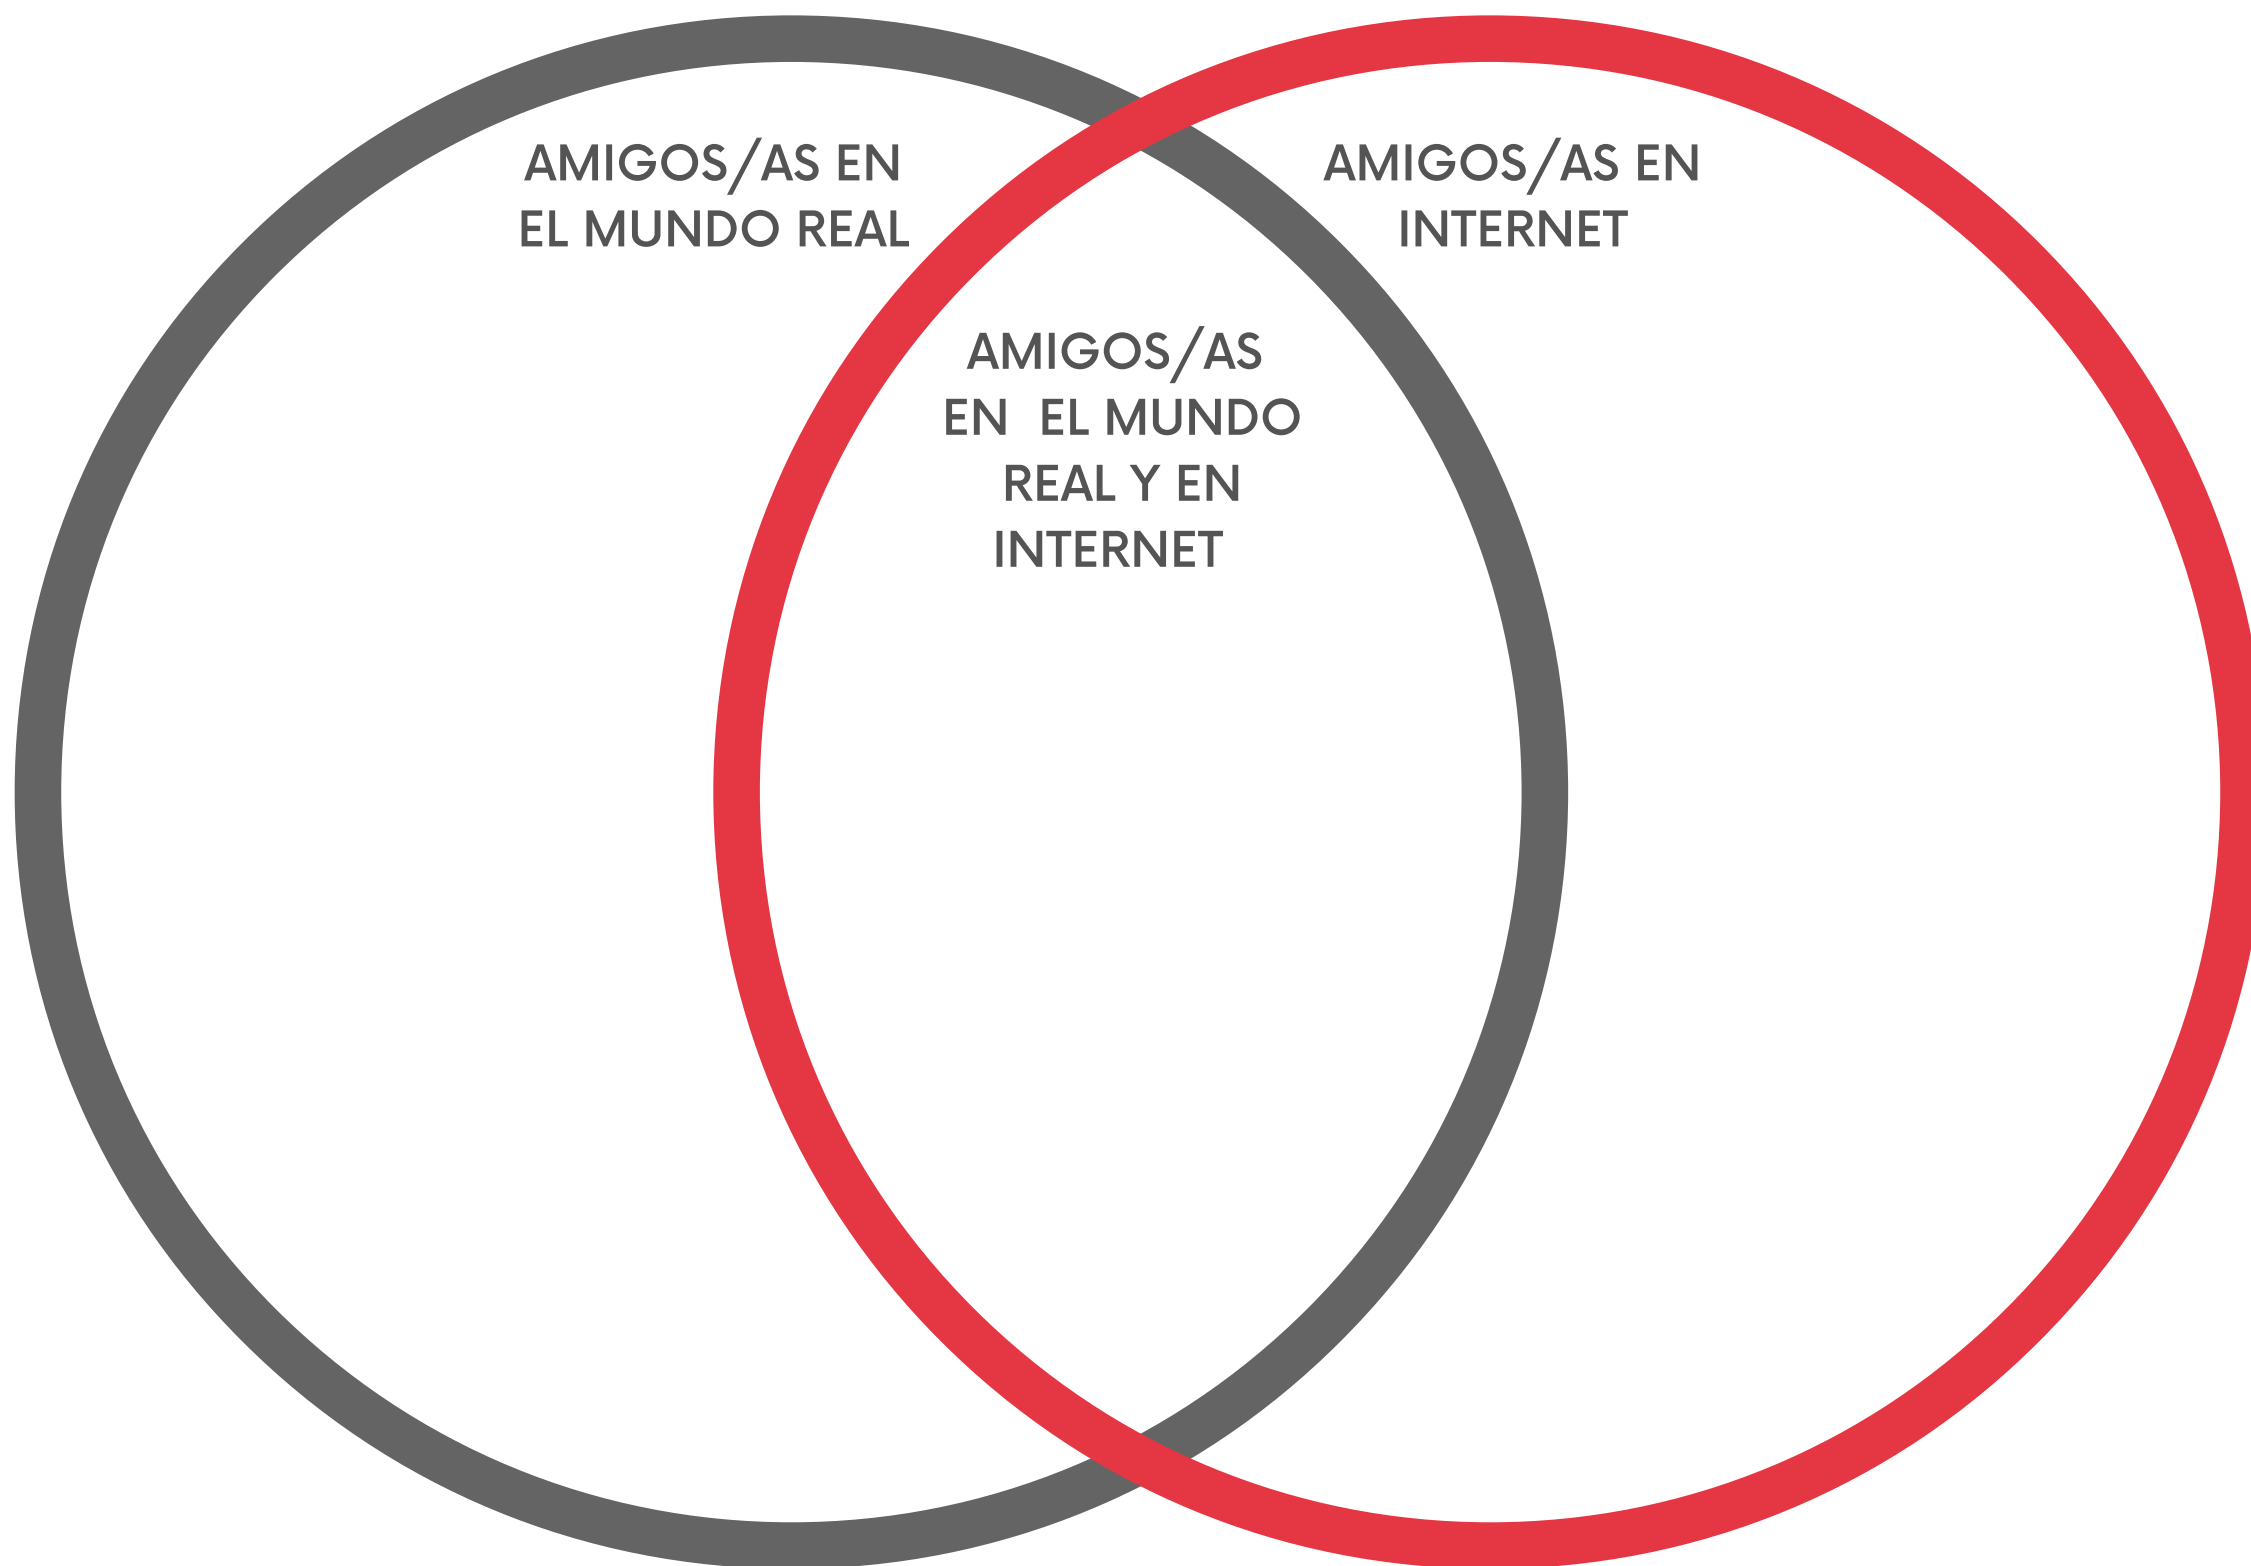 AMIGOS/AS EN
EL MUNDO REAL
AMIGOS/AS EN
INTERNET
AMIGOS/AS
EN EL MUNDO
REAL Y EN
INTERNET